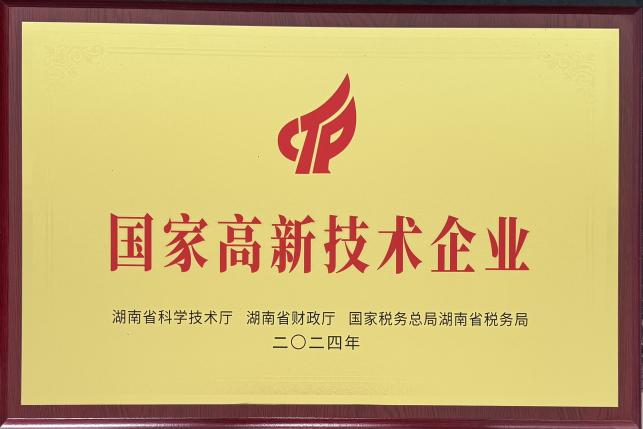 CTP
国家高新技术企业
湖南省科学技术厅 湖南省财政厅 国家税务总局湖南省税务局
二〇二四年